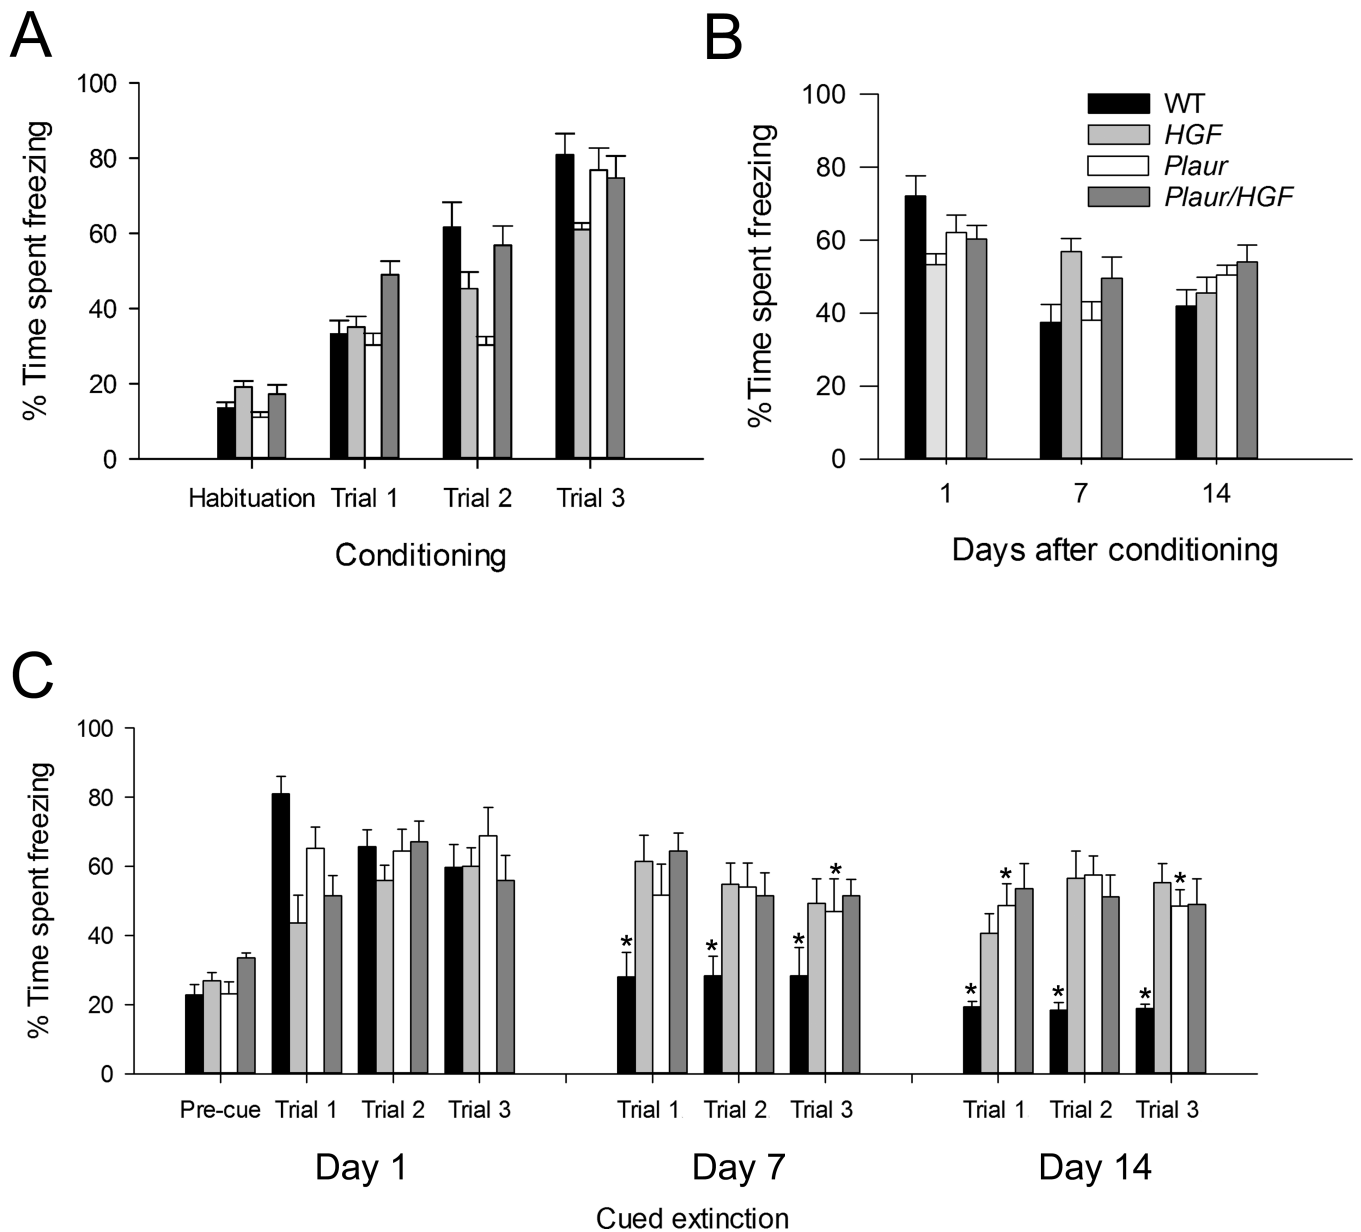 A
% Time spent freezing
100
80
60
40
20
0
Habituation Trial 1 Trial 2 Trial 3
Conditioning
B
%Time spent freezing
100
80
60
40
20
0
WT
HGF
Plaur
Plaur/HGF
1 7 14
Days after conditioning
C
% Time spent freezing
100
80
60
40
20
0
* * * * * * * * *
Pre-cue Trial 1 Trial 2 Trial 3 Trial 1 Trial 2 Trial 3 Trial 1 Trial 2 Trial 3
Day 1 Day 7 Day 14
Cued extinction